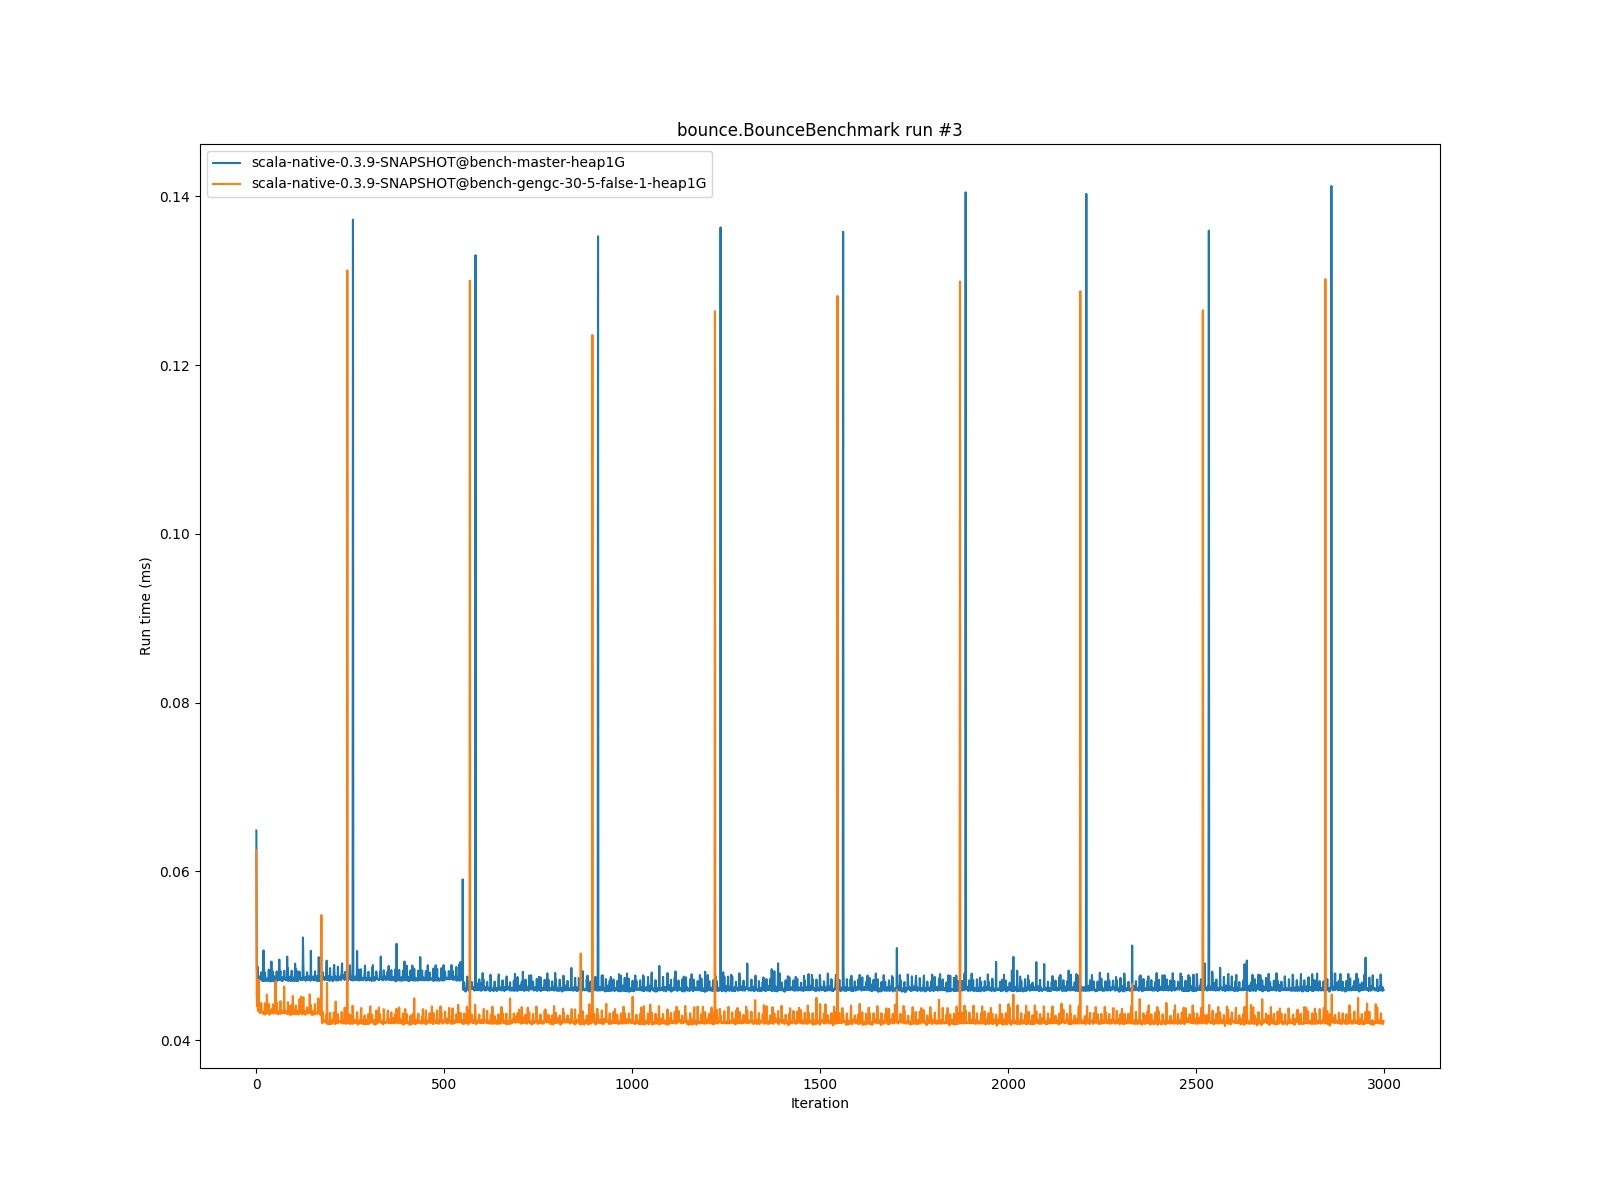 bounce.BounceBenchmark run #3
scala-native-0.3.9-SNAPSHOT@bench-master-heap1G
scala-native-0.3.9-SNAPSHOT@bench-gengc-30-5-false-1-heap1G
0.14
0.12
0.10
0.08
0.06
0.04
Run time (ms)
0
500
1000
1500
2000
2500
3000
Iteration